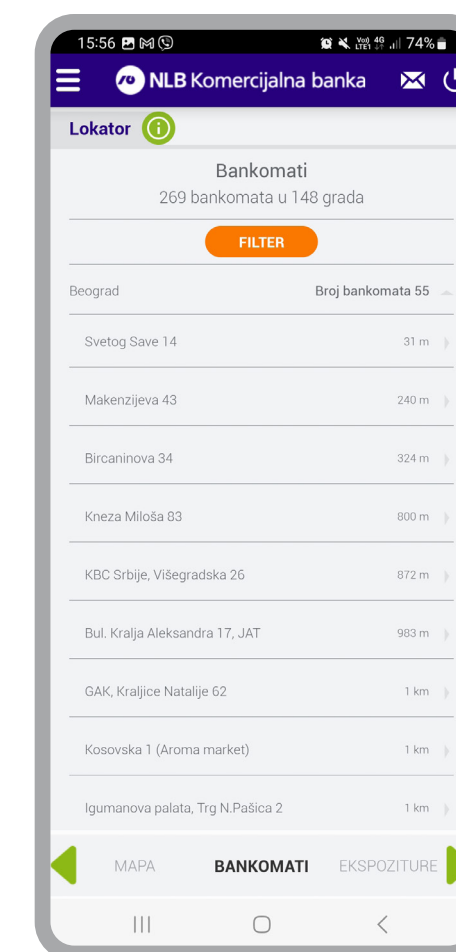 15:56 Vo) 4G LTE1 74%
NLB Komercijalna banka
Lokator
Bankomati
269 bankomata u 148 grada
FILTER
Beograd Broj bankomata 55
Svetog Save 14 31 m
Makenzijeva 43 240 m
Bircaninova 34 324 m
Kneza Miloša 83 800 m
KBC Srbije, Višegradska 26 872 m
Bul. Kralja Aleksandra 17, JAT 983 m
GAK, Kraljice Natalije 62 1 km
Kosovska 1 (Aroma market) 1 km
Igumanova palata, Trg N.Pašica 2 1 km
MAPA BANKOMATI EKSPOZITURE